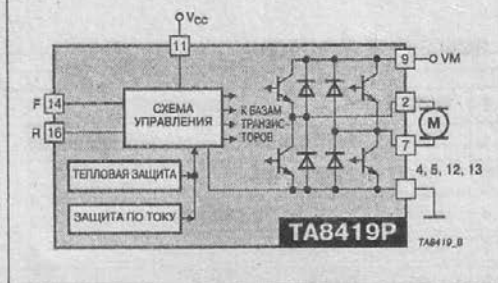 Vcc
11
9
VM
F
14
СХЕМА
УПРАВЛЕНИЯ
К БАЗАМ
ТРАНЗИС-
ТОРОВ
2
M
R
16
7
ТЕПЛОВАЯ ЗАЩИТА
4, 5, 12, 13
ЗАЩИТА ПО ТОКУ
TA8419P
TA8419_B